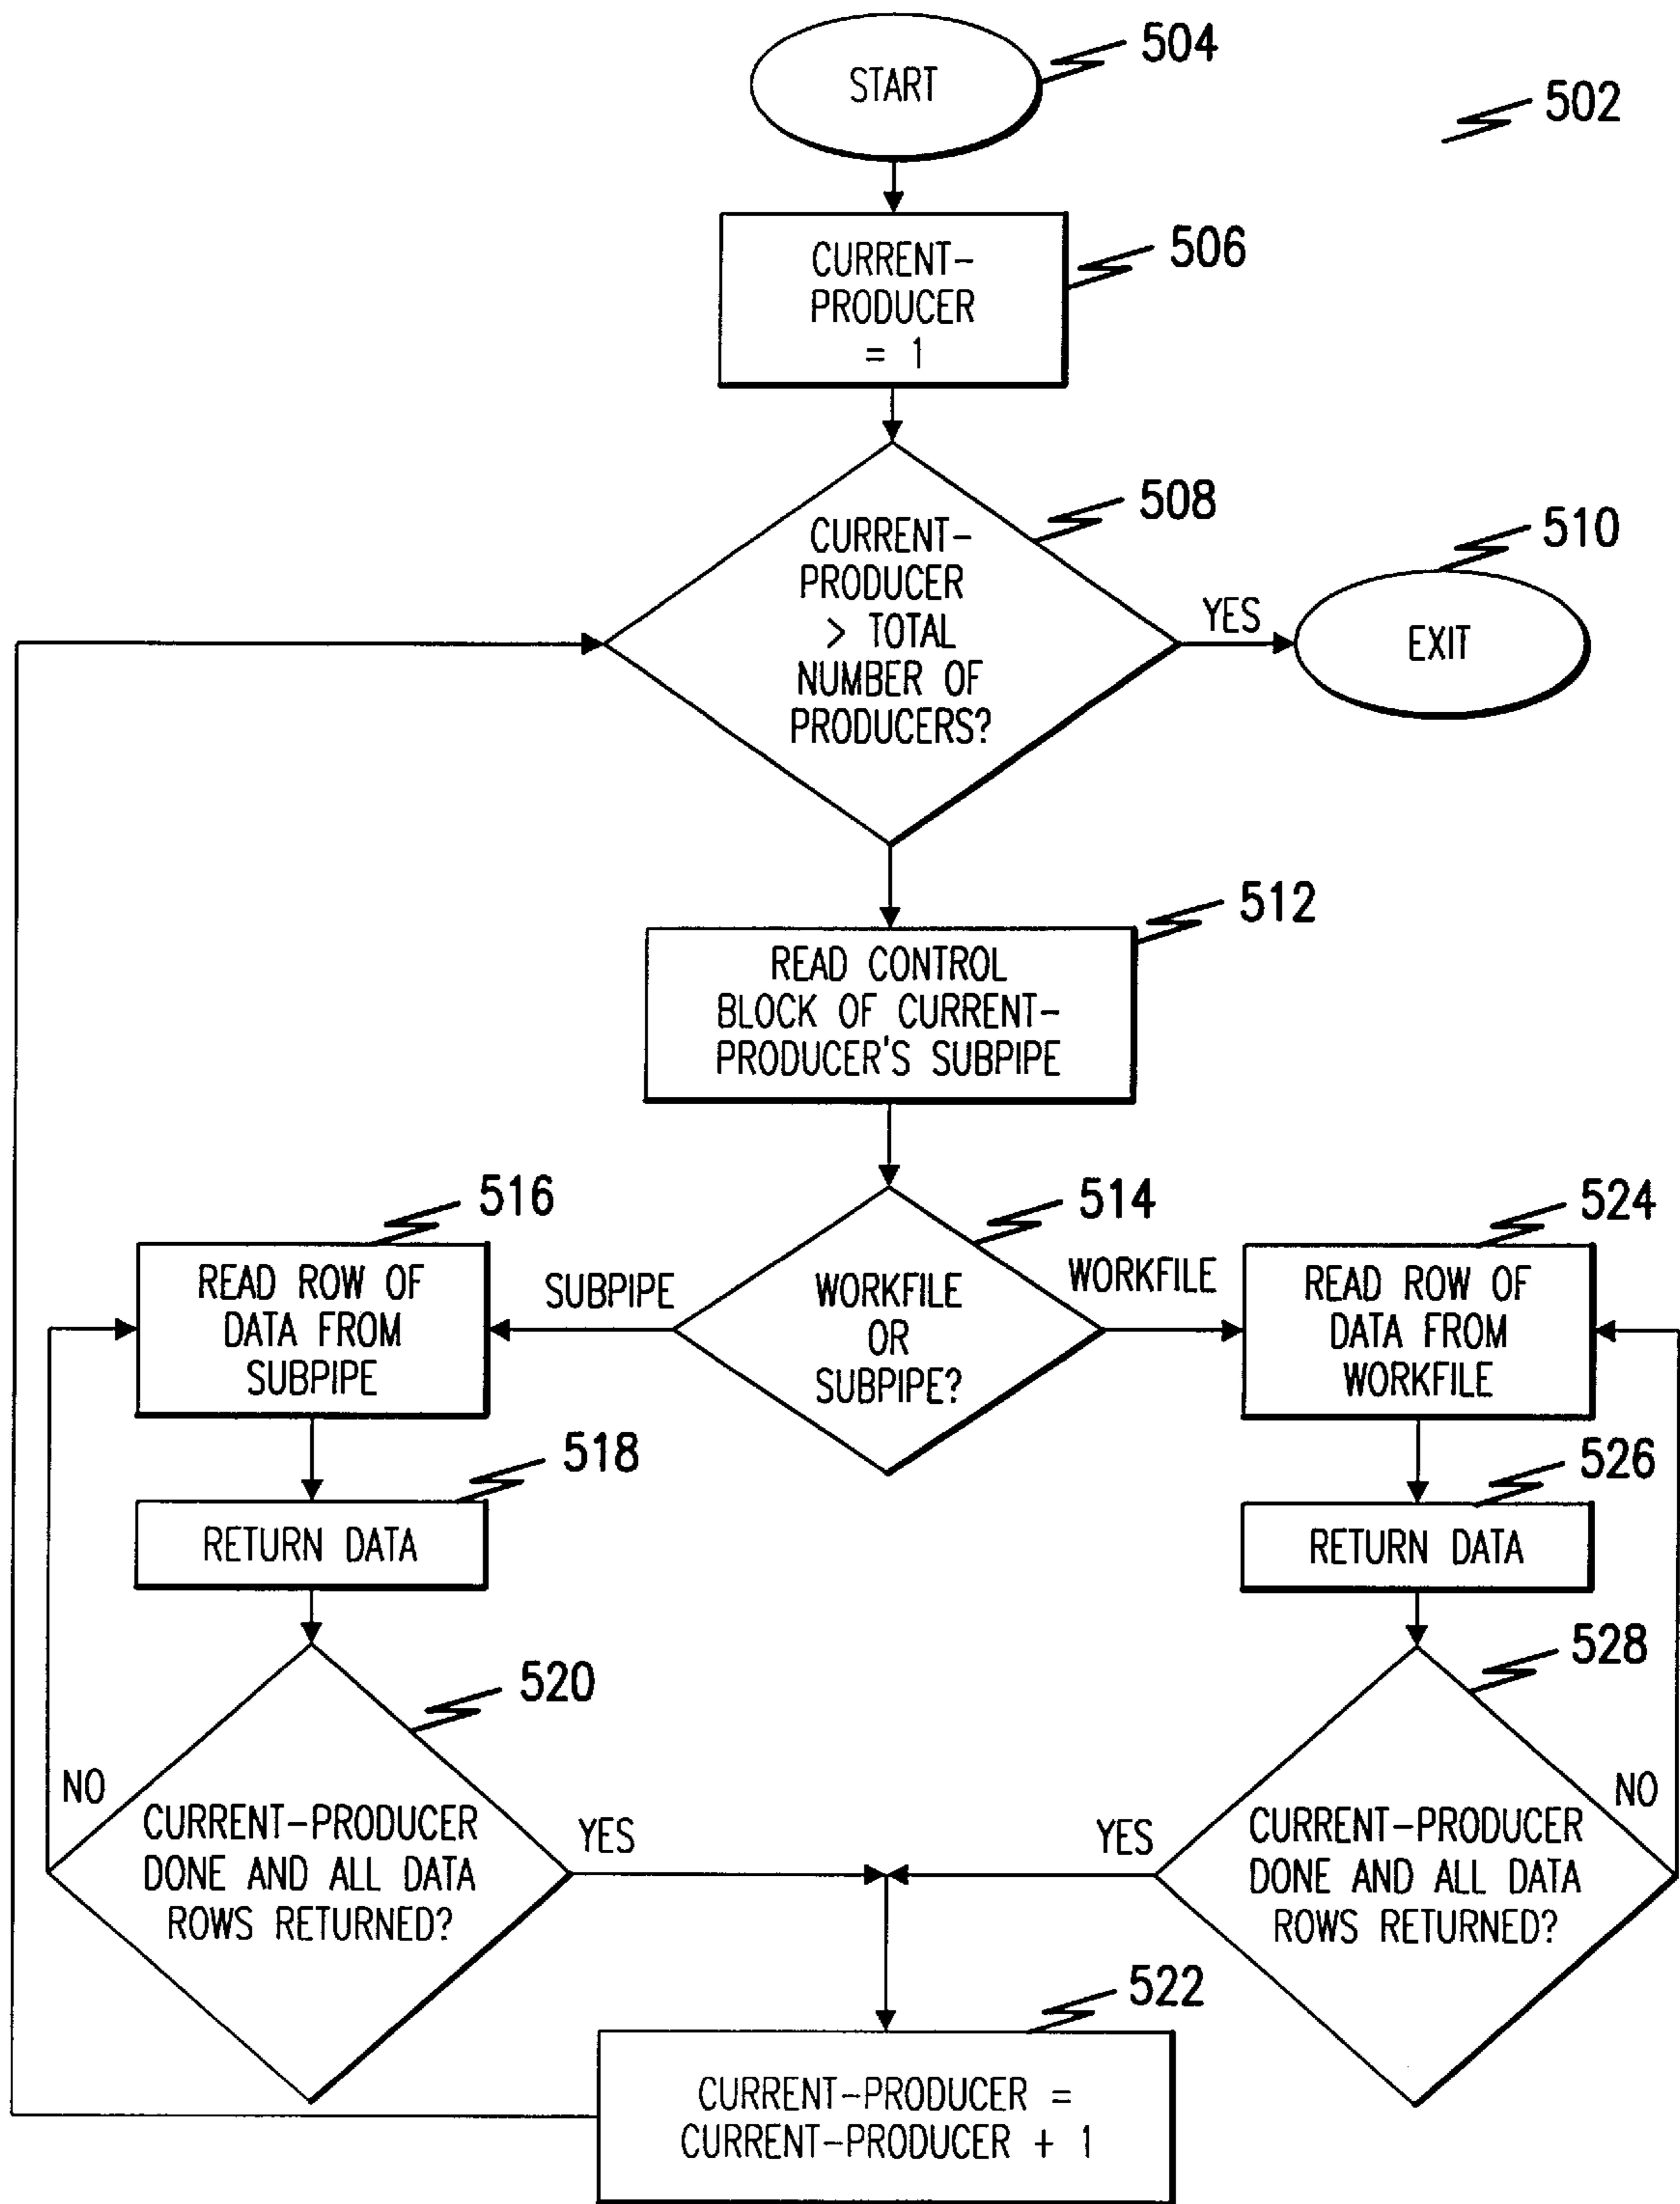 504
START
502
506
CURRENT-
PRODUCER
= 1
508
CURRENT-
PRODUCER
> TOTAL
NUMBER OF
PRODUCERS?
YES
510
EXIT
512
READ CONTROL
BLOCK OF CURRENT-
PRODUCER'S SUBPIPE
514
WORKFILE
OR
SUBPIPE?
SUBPIPE
WORKFILE
516
READ ROW OF
DATA FROM
SUBPIPE
524
READ ROW OF
DATA FROM
WORKFILE
518
RETURN DATA
526
RETURN DATA
520
NO
CURRENT-PRODUCER
DONE AND ALL DATA
ROWS RETURNED?
YES
528
YES
CURRENT-PRODUCER
DONE AND ALL DATA
ROWS RETURNED?
NO
522
CURRENT-PRODUCER =
CURRENT-PRODUCER + 1